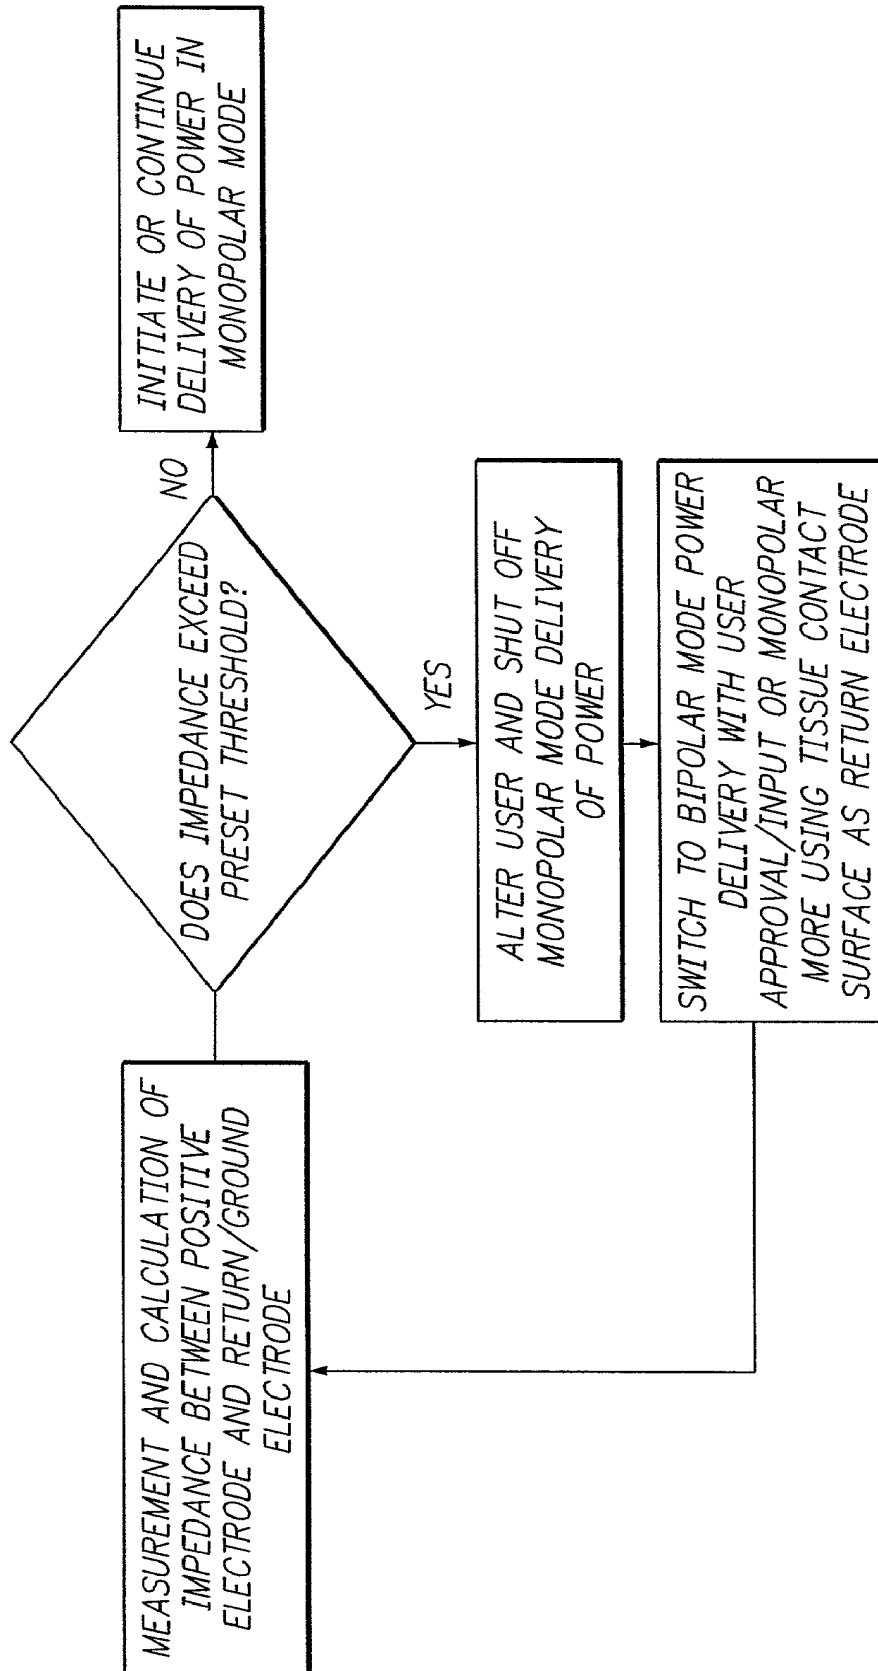 MEASUREMENT AND CALCULATION OF
IMPEDANCE BETWEEN POSITIVE
ELECTRODE AND RETURN/GROUND
ELECTRODE
DOES IMPEDANCE EXCEED
PRESET THRESHOLD?
NO
INITIATE OR CONTINUE
DELIVERY OF POWER IN
MONOPOLAR MODE
YES
ALTER USER AND SHUT OFF
MONOPOLAR MODE DELIVERY
OF POWER
SWITCH TO BIPOLAR MODE POWER
DELIVERY WITH USER
APPROVAL/INPUT OR MONOPOLAR
MORE USING TISSUE CONTACT
SURFACE AS RETURN ELECTRODE